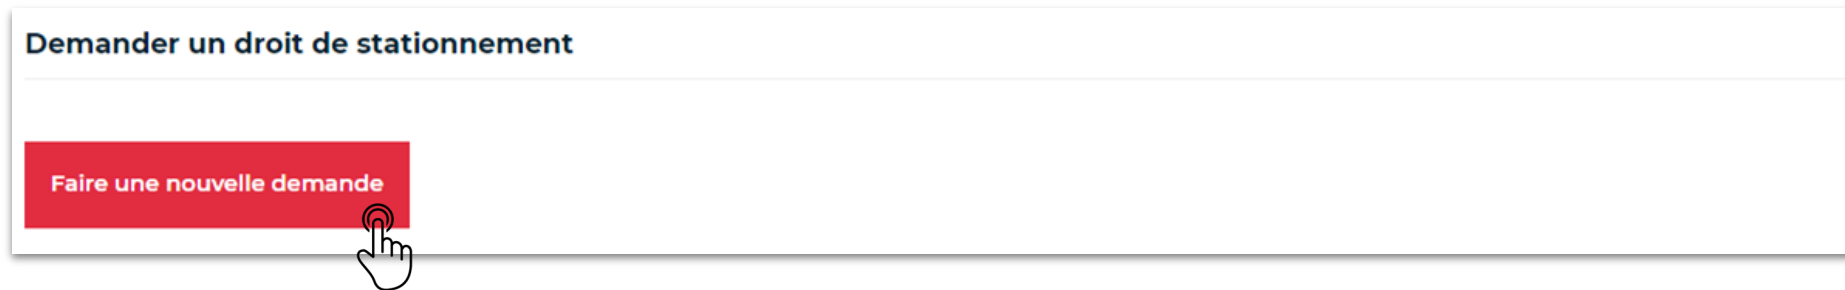 Demander un droit de stationnement
Faire une nouvelle demande